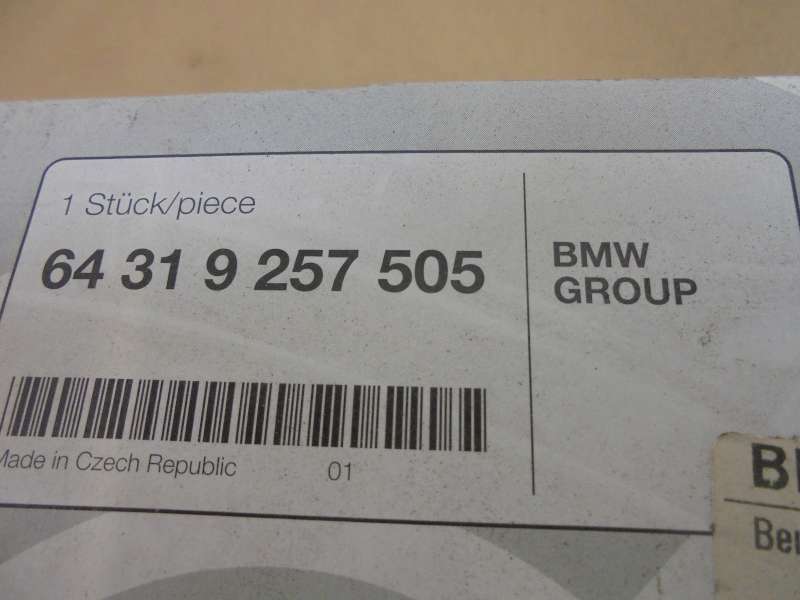 1 Stück/piece
64 31 9 257 505
BMW
GROUP
Made in Czech Republic 01